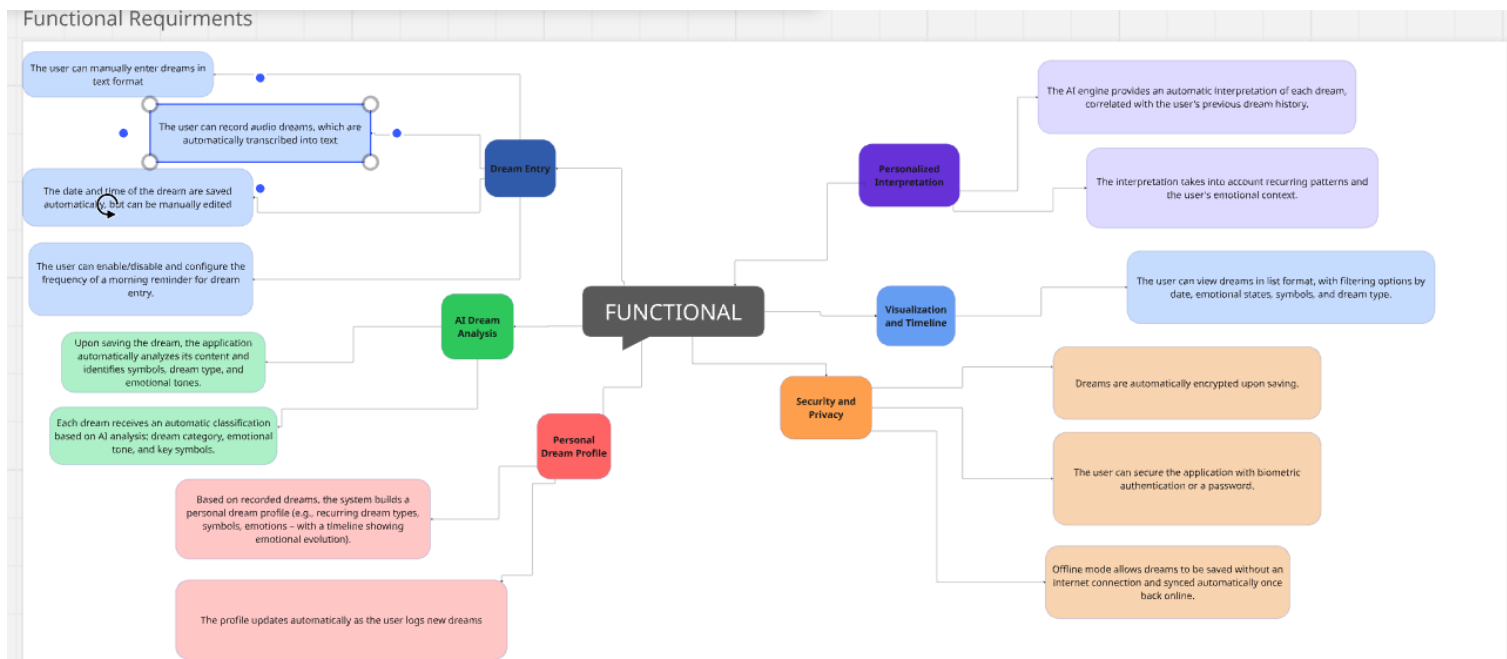 Functional Requirments
The user can manually enter dreams in
text format
The user can record audio dreams, which are
automatically transcribed into text
The date and time of the dream are saved
automatically, but can be manually edited
The user can enable/disable and configure the
frequency of a morning reminder for dream
entry.
Dream Entry
AI Dream
Analysis
Upon saving the dream, the application
automatically analyzes its content and
identifies symbols, dream type, and
emotional tones.
Each dream receives an automatic classification
based on AI analysis: dream category, emotional
tone, and key symbols.
Personal
Dream Profile
Based on recorded dreams, the system builds a
personal dream profile (e.g., recurring dream types,
symbols, emotions – with a timeline showing
emotional evolution).
The profile updates automatically as the user logs new dreams
FUNCTIONAL
Personalized
Interpretation
The AI engine provides an automatic interpretation of each dream,
correlated with the user's previous dream history.
The interpretation takes into account recurring patterns and
the user's emotional context.
Visualization
and Timeline
The user can view dreams in list format, with filtering options by
date, emotional states, symbols, and dream type.
Security and
Privacy
Dreams are automatically encrypted upon saving.
The user can secure the application with biometric
authentication or a password.
Offline mode allows dreams to be saved without an
internet connection and synced automatically once
back online.